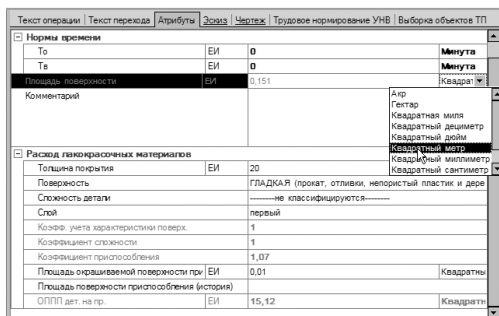 Текст операции Текст перехода Атрибуты Эскиз Чертеж Трудовое нормирование УНВ Выборка объектов ТП
Нормы времени
То ЕИ 0 Минута
Тв ЕИ 0 Минута
Площадь поверхности ЕИ 0,151 Квадрат
Комментарий
Акр
Гектар
Квадратная миля
Квадратный дециметр
Квадратный дюйм
Квадратный метр
Квадратный миллиметр
Квадратный сантиметр
Расход лакокрасочных материалов
Толщина покрытия ЕИ 20
Поверхность ГЛАДКАЯ (прокат, отливки, непористый пластик и дере
Сложность детали --------не классифицируются--------
Слой первый
Коэфф. учета характеристики поверх. 1
Коэффициент сложности 1
Коэффициент приспособления 1,07
Площадь окрашиваемой поверхности при ЕИ 0,01 Квадратны
Площадь поверхности приспособления (история)
ОППП дет. на пр. ЕИ 15,12 Квадратн